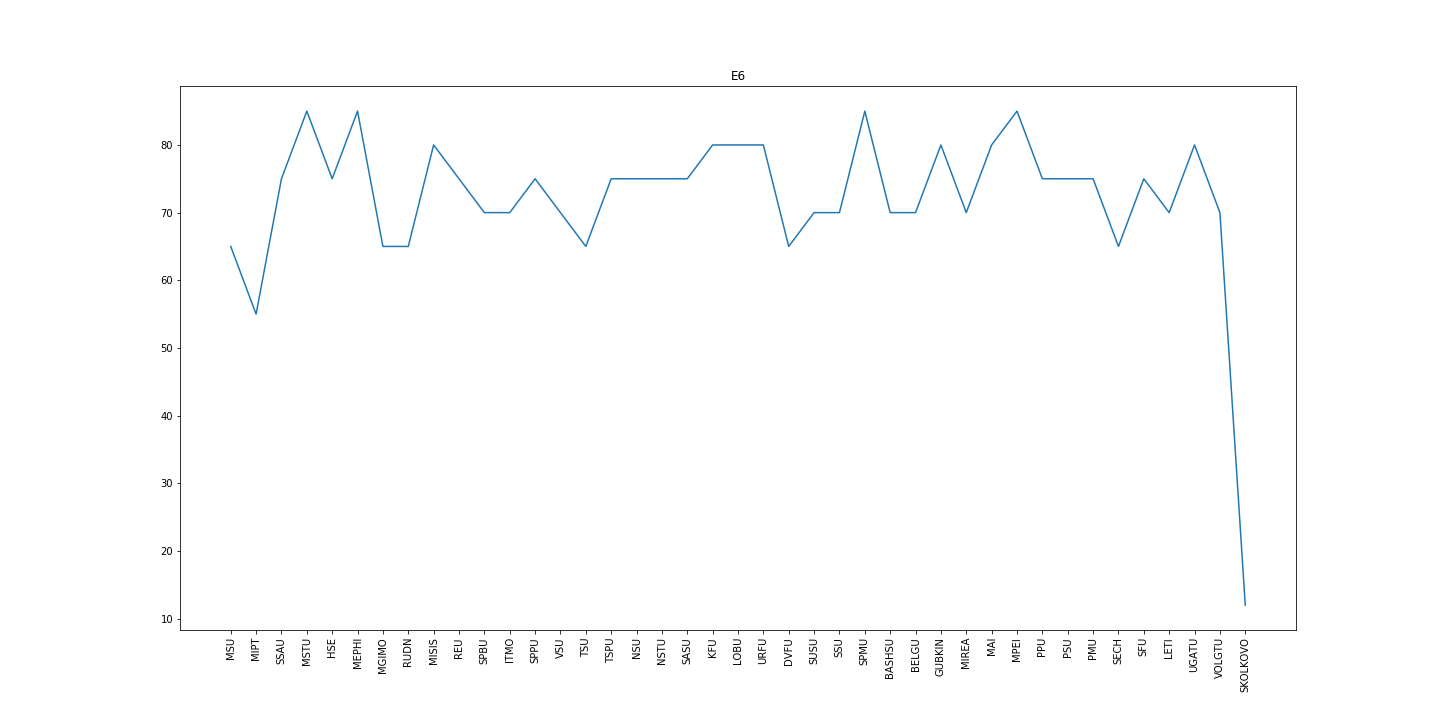 E6
80
70
60
50
40
30
20
10
MSU
MIPT
SSAU
MSTU
HSE
MEPHI
MGIMO
RUDN
MISIS
REU
SPBU
ITMO
SPPU
VSU
TSU
TSPU
NSU
NSTU
SASU
KFU
LOBU
URFU
DVFU
SUSU
SSU
SPMU
BASHSU
BELGU
GUBKIN
MIREA
MAI
MPEI
PPU
PSU
PMU
SECH
SFU
LETI
UGATU
VOLGTU
SKOLKOVO